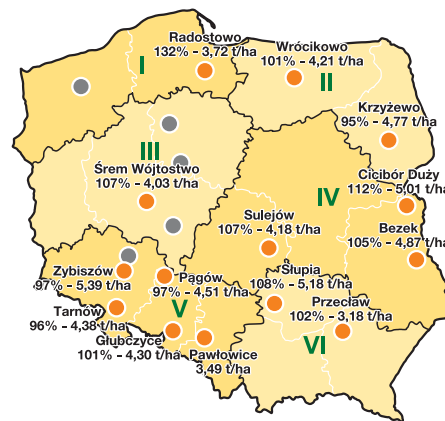 Radostowo
132% - 3,72 t/ha
Wrócikowo
101% - 4,21 t/ha
I
II
Krzyżewo
95% - 4,77 t/ha
III
Śrem Wójtostwo
107% - 4,03 t/ha
Cicibór Duży
112% - 5,01 t/ha
IV
Sulejów
107% - 4,18 t/ha
Bezek
105% - 4,87 t/ha
Zybiszów
97% - 5,39 t/ha
Pągów
97% - 4,51 t/ha
Słupia
108% - 5,18 t/ha
Przecław
102% - 3,18 t/ha
Tarnów
96% - 4,38 t/ha
V
Głubczyce
101% - 4,30 t/ha
Pawłowice
3,49 t/ha
VI